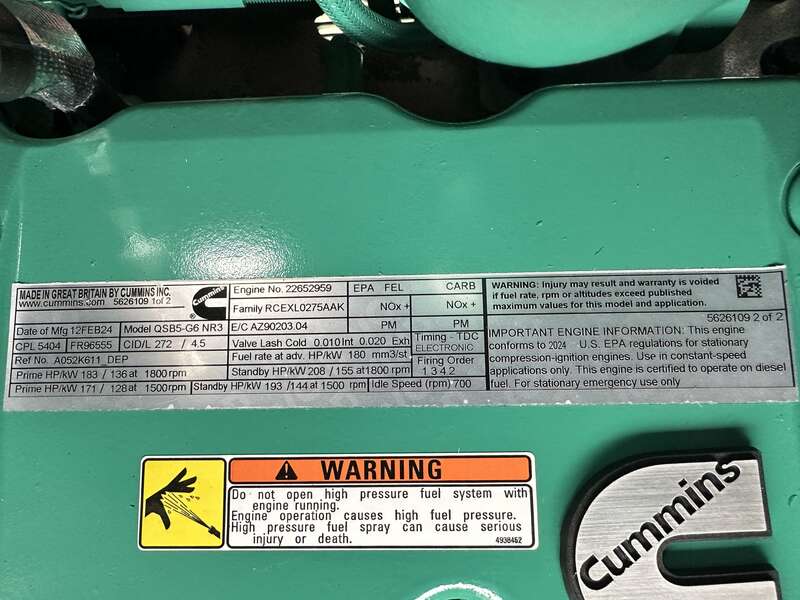 MADE IN GREAT BRITAIN BY CUMMINS INC.
www.cummins.com 5626109 1of 2
Cummins
Engine No. 22652959
EPA FEL CARB
Family RCEXL0275AAK
NOx +
NOx +
Date of Mfg 12FEB24
Model QSB5-G6 NR3
E/C AZ90203.04
PM
PM
CPL 5404
FR96555
CID/L 272 / 4.5
Valve Lash Cold 0.010 Int 0.020 Exh
Timing - TDC
ELECTRONIC
Ref No. A052K611_DEP
Fuel rate at adv. HP/kW 180 mm3/st
Firing Order
1 3 4 2
Prime HP/kW 183 / 136 at 1800rpm
Standby HP/kW 208 / 155 at 1800 rpm
Prime HP/kW 171 / 128 at 1500rpm
Standby HP/kW 193 /144 at 1500 rpm
Idle Speed (rpm) 700
WARNING: Injury may result and warranty is voided
if fuel rate, rpm or altitudes exceed published
maximum values for this model and application.
5626109 2 of 2
IMPORTANT ENGINE INFORMATION: This engine
conforms to 2024 U.S. EPA regulations for stationary
compression-ignition engines. Use in constant-speed
applications only. This engine is certified to operate on diesel
fuel. For stationary emergency use only
WARNING
Do not open high pressure fuel system with
engine running.
Engine operation causes high fuel pressure.
High pressure fuel spray can cause serious
injury or death.
4938452
Cummins